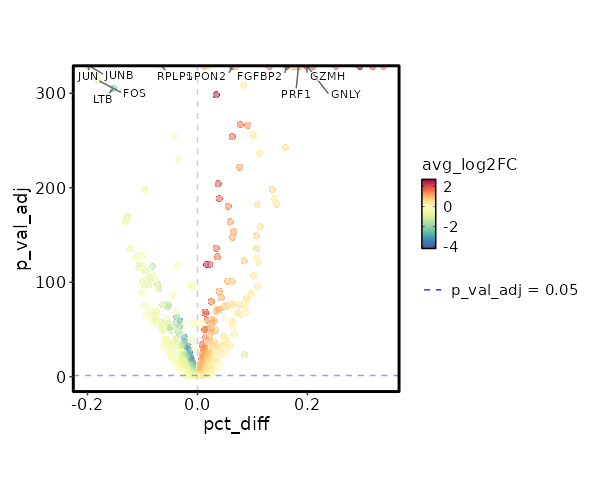 JUN
JUNB
RPLP1
FGFBP2
GZMH
LTB
FOS
PRF1
GNLY
300
200
100
0
p_val_adj
-0.2
0.0
0.2
pct_diff
avg_log2FC
2
0
-2
-4
p_val_adj = 0.05